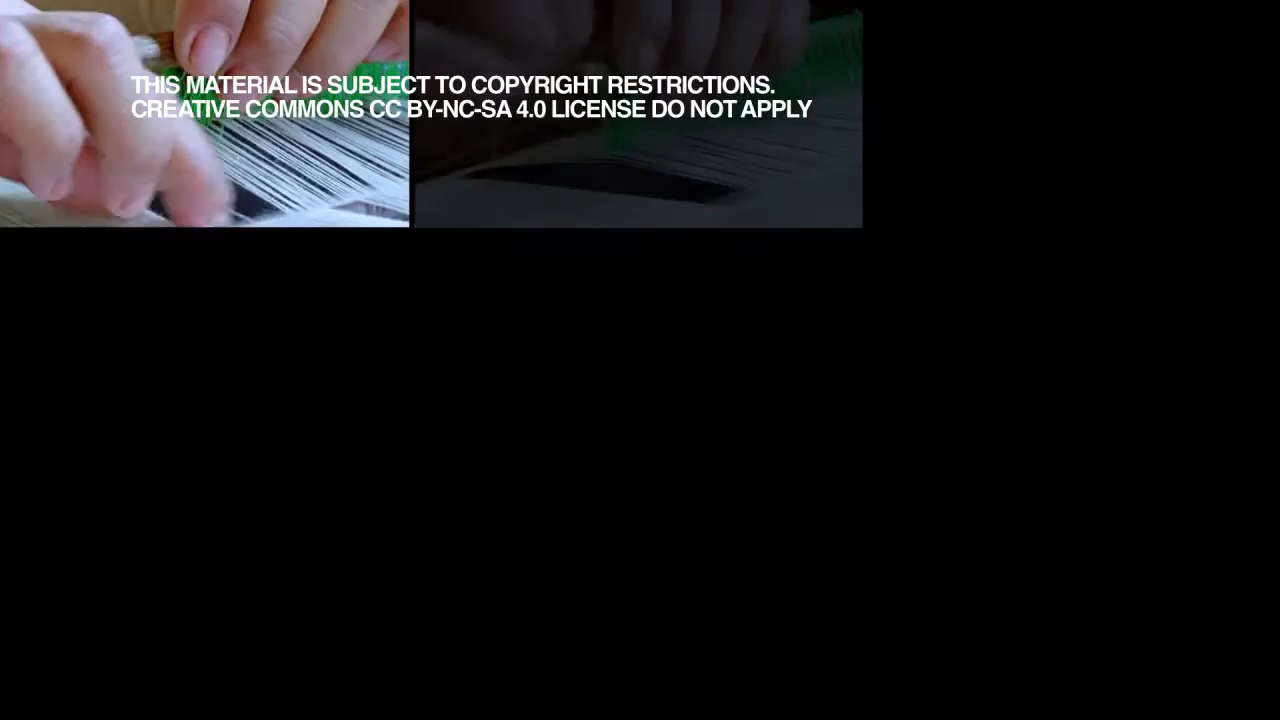 THIS MATERIAL IS SUBJECT TO COPYRIGHT RESTRICTIONS.
CREATIVE COMMONS CC BY-NC-SA 4.0 LICENSE DO NOT APPLY